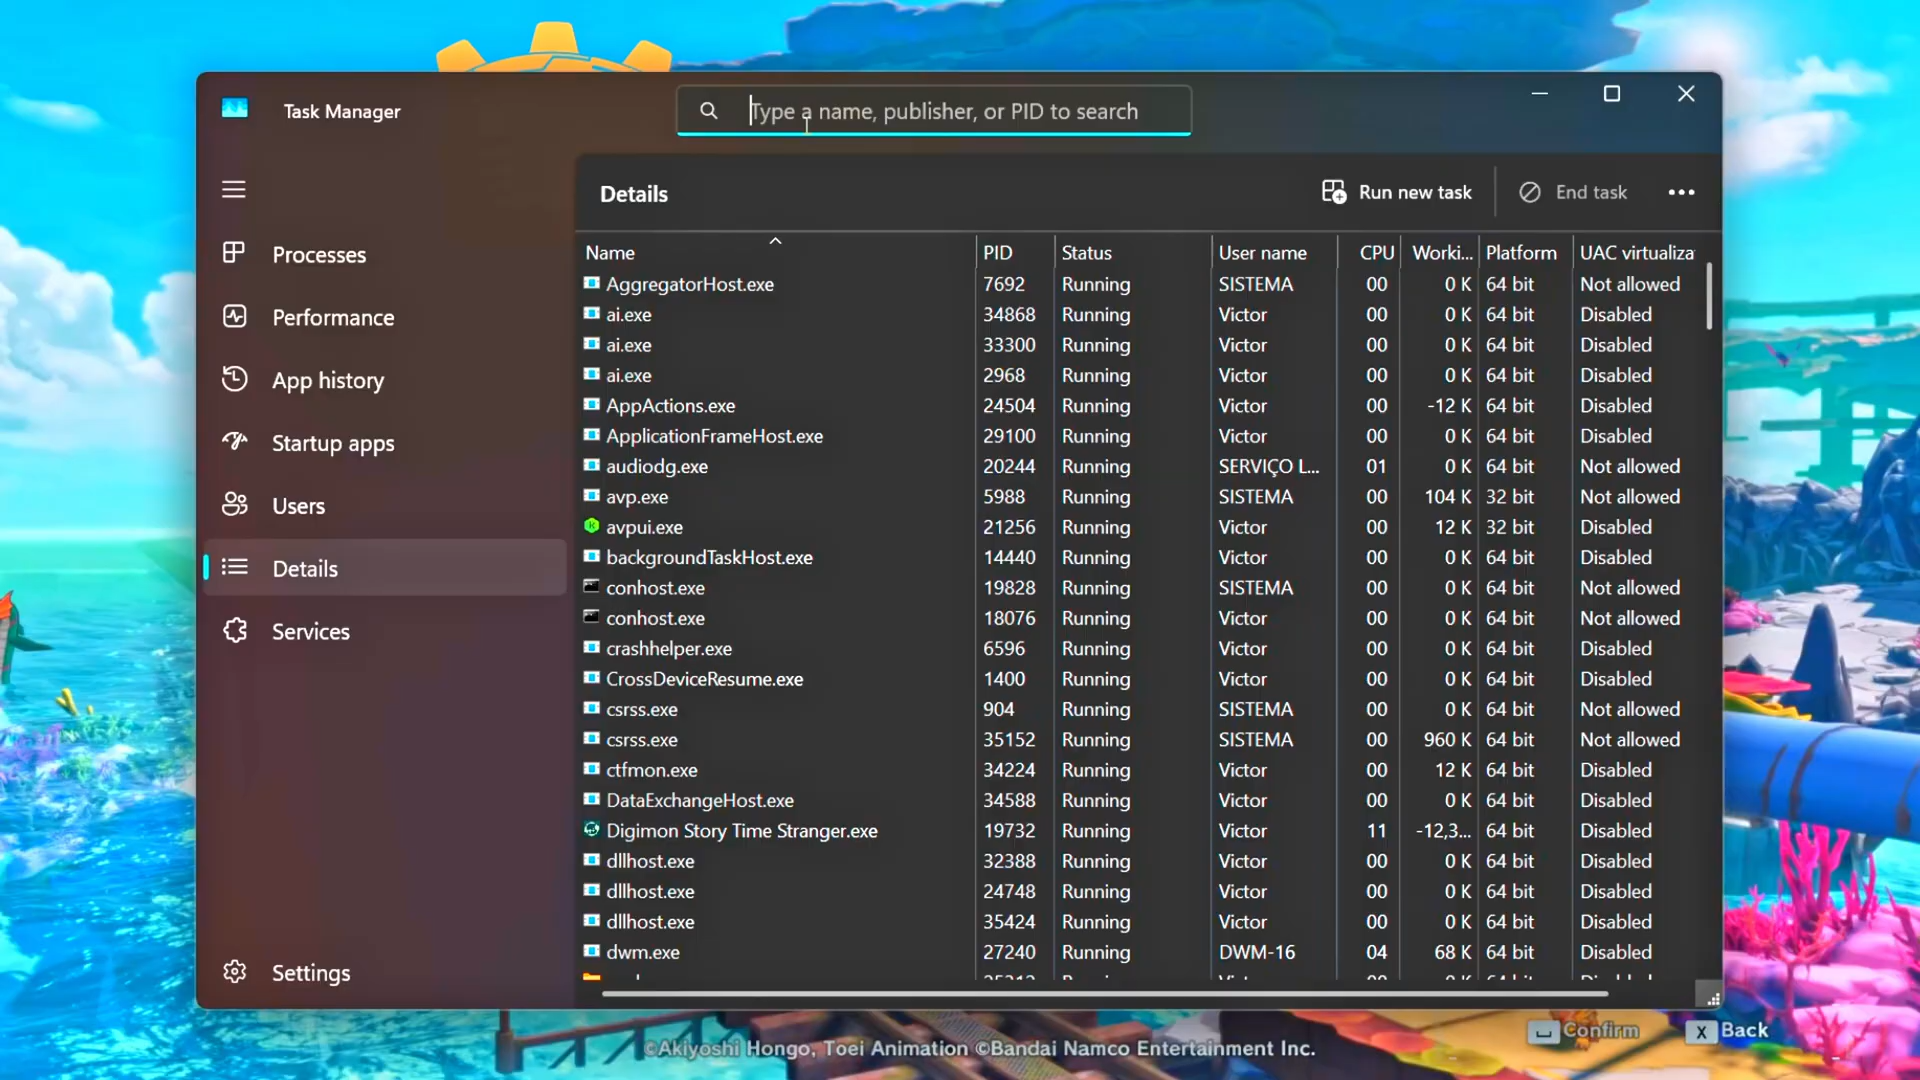 Task Manager
Type a name, publisher, or PID to search
Details
Run new task
End task
Processes
Performance
App history
Startup apps
Users
Details
Services
Settings
Name PID Status User name CPU Worki... Platform UAC virtualiza
AggregatorHost.exe 7692 Running SISTEMA 00 0 K 64 bit Not allowed
ai.exe 34868 Running Victor 00 0 K 64 bit Disabled
ai.exe 33300 Running Victor 00 0 K 64 bit Disabled
ai.exe 2968 Running Victor 00 0 K 64 bit Disabled
AppActions.exe 24504 Running Victor 00 -12 K 64 bit Disabled
ApplicationFrameHost.exe 29100 Running Victor 00 0 K 64 bit Disabled
audiodg.exe 20244 Running SERVIÇO L... 01 0 K 64 bit Not allowed
avp.exe 5988 Running SISTEMA 00 104 K 32 bit Not allowed
avpui.exe 21256 Running Victor 00 12 K 32 bit Disabled
backgroundTaskHost.exe 14440 Running Victor 00 0 K 64 bit Disabled
conhost.exe 19828 Running SISTEMA 00 0 K 64 bit Not allowed
conhost.exe 18076 Running Victor 00 0 K 64 bit Not allowed
crashhelper.exe 6596 Running Victor 00 0 K 64 bit Disabled
CrossDeviceResume.exe 1400 Running Victor 00 0 K 64 bit Disabled
csrss.exe 904 Running SISTEMA 00 0 K 64 bit Not allowed
csrss.exe 35152 Running SISTEMA 00 960 K 64 bit Not allowed
ctfmon.exe 34224 Running Victor 00 12 K 64 bit Disabled
DataExchangeHost.exe 34588 Running Victor 00 0 K 64 bit Disabled
Digimon Story Time Stranger.exe 19732 Running Victor 11 -12,3... 64 bit Disabled
dllhost.exe 32388 Running Victor 00 0 K 64 bit Disabled
dllhost.exe 24748 Running Victor 00 0 K 64 bit Disabled
dllhost.exe 35424 Running Victor 00 0 K 64 bit Disabled
dwm.exe 27240 Running DWM-16 04 68 K 64 bit Disabled
Confirm
X Back
©Akiyoshi Hongo, Toei Animation ©Bandai Namco Entertainment Inc.